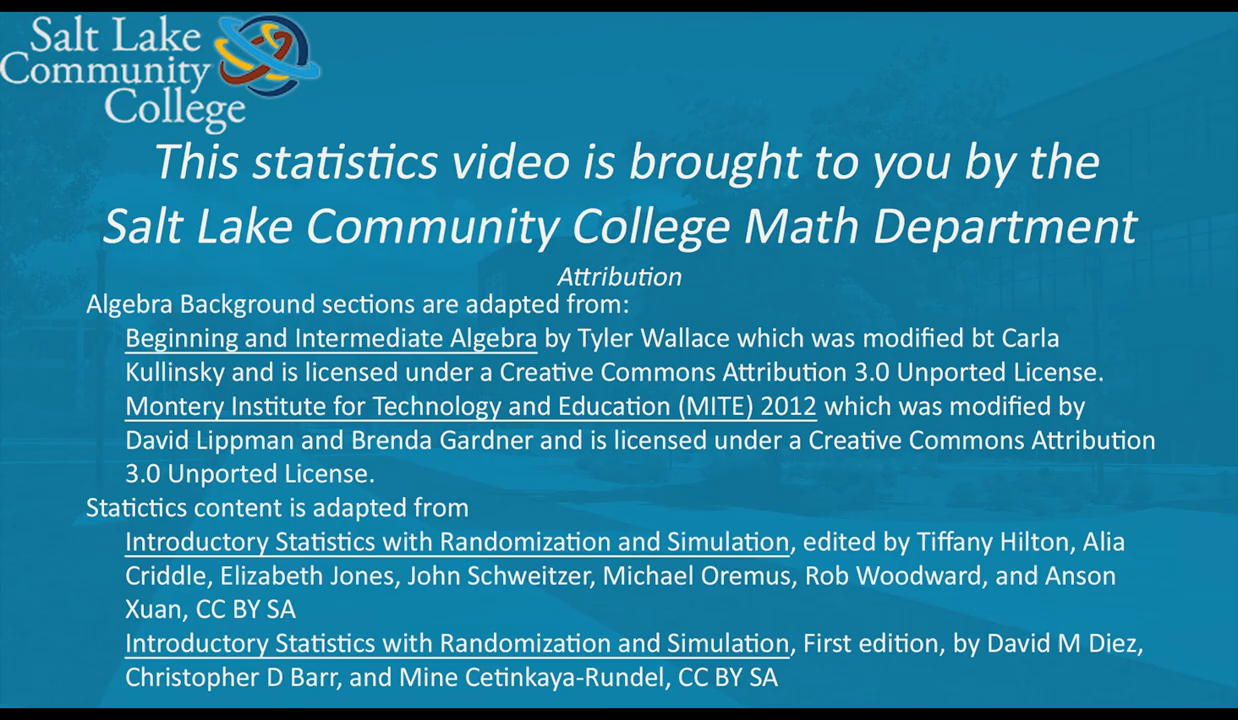 Salt Lake
Community
College
This statistics video is brought to you by the
Salt Lake Community College Math Department
Attribution
Algebra Background sections are adapted from:
Beginning and Intermediate Algebra by Tyler Wallace which was modified bt Carla
Kullinsky and is licensed under a Creative Commons Attribution 3.0 Unported License.
Montery Institute for Technology and Education (MITE) 2012 which was modified by
David Lippman and Brenda Gardner and is licensed under a Creative Commons Attribution
3.0 Unported License.
Statictics content is adapted from
Introductory Statistics with Randomization and Simulation, edited by Tiffany Hilton, Alia
Criddle, Elizabeth Jones, John Schweitzer, Michael Oremus, Rob Woodward, and Anson
Xuan, CC BY SA
Introductory Statistics with Randomization and Simulation, First edition, by David M Diez,
Christopher D Barr, and Mine Cetinkaya-Rundel, CC BY SA